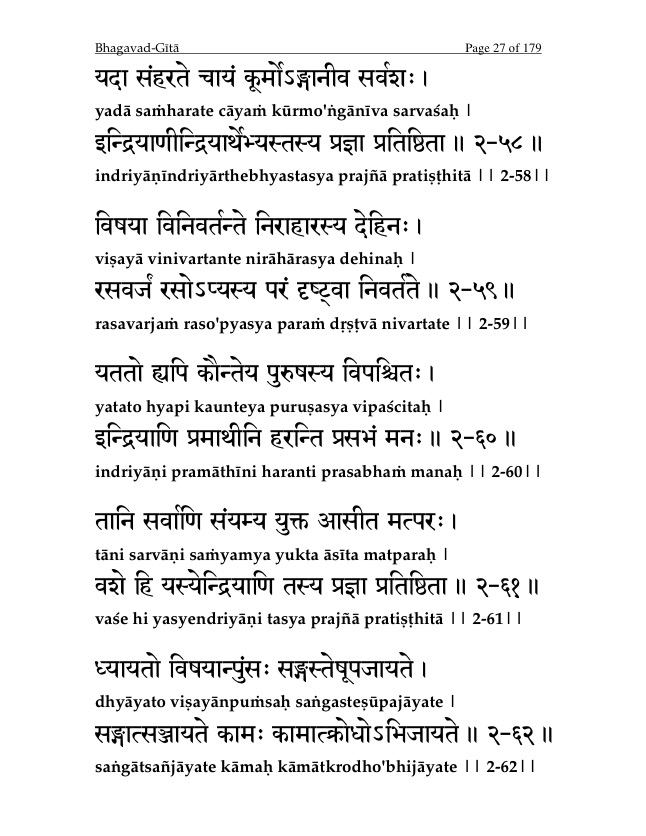 Bhagavad-Gītā Page 27 of 179
यदा संहरते चायं कूर्मोऽङ्गानीव सर्वशः ।
yadā saṁharate cāyaṁ kūrmo'ṅgānīva sarvaśaḥ |
इन्द्रियाणीन्द्रियार्थेभ्यस्तस्य प्रज्ञा प्रतिष्ठिता ॥ २-५८ ॥
indriyāṇīndriyārthebhyastasya prajñā pratiṣṭhitā || 2-58||
विषया विनिवर्तन्ते निराहारस्य देहिनः ।
viṣayā vinivartante nirāhārasya dehinaḥ |
रसवर्जं रसोऽप्यस्य परं दृष्ट्वा निवर्तते ॥ २-५९ ॥
rasavarjaṁ raso'pyasya paraṁ dṛṣṭvā nivartate || 2-59||
यततो ह्यपि कौन्तेय पुरुषस्य विपश्चितः ।
yatato hyapi kaunteya puruṣasya vipaścitaḥ |
इन्द्रियाणि प्रमाथीनि हरन्ति प्रसभं मनः ॥ २-६० ॥
indriyāṇi pramāthīni haranti prasabhaṁ manaḥ || 2-60||
तानि सर्वाणि संयम्य युक्त आसीत मत्परः ।
tāni sarvāṇi saṁyamya yukta āsīta matparaḥ |
वशे हि यस्येन्द्रियाणि तस्य प्रज्ञा प्रतिष्ठिता ॥ २-६१ ॥
vaśe hi yasyendriyāṇi tasya prajñā pratiṣṭhitā || 2-61||
ध्यायतो विषयान्पुंसः सङ्गस्तेषूपजायते ।
dhyāyato viṣayānpuṁsaḥ saṅgasteṣūpajāyate |
सङ्गात्सञ्जायते कामः कामात्क्रोधोऽभिजायते ॥ २-६२ ॥
saṅgātsañjāyate kāmaḥ kāmātkrodho'bhijāyate || 2-62||